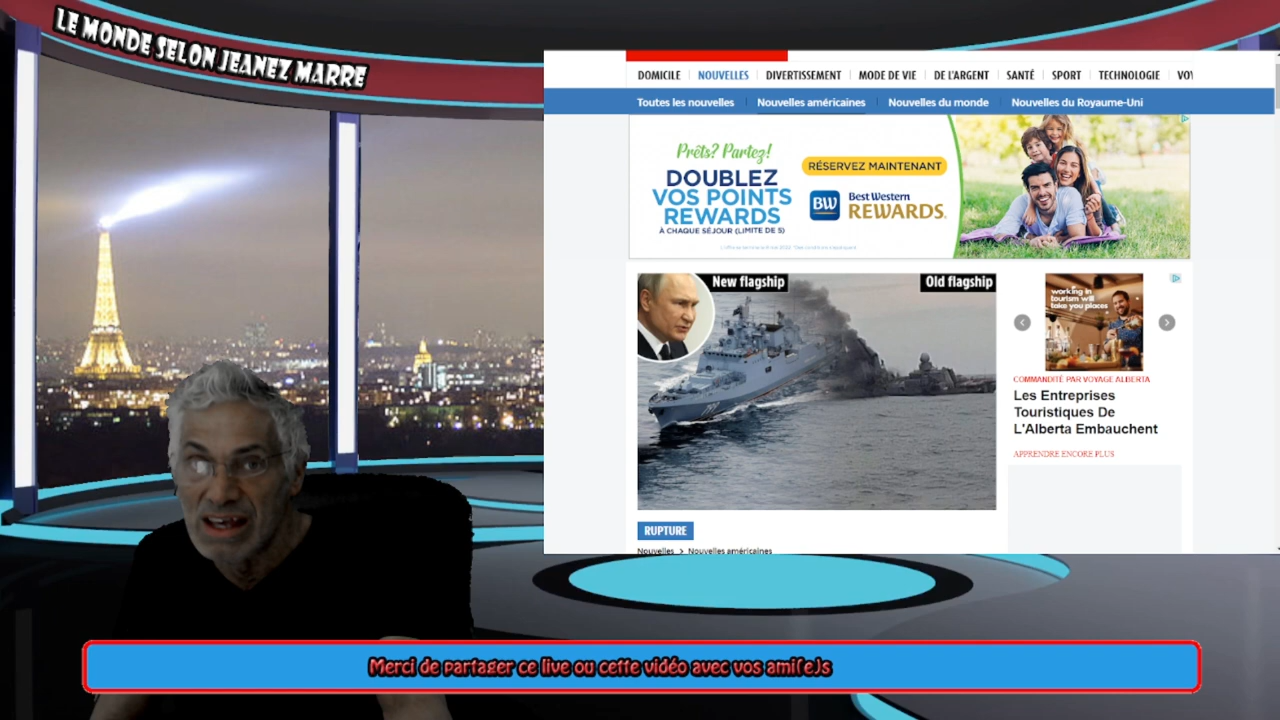 LE MONDE SELON JEANEZ MARRE
DOMICILE NOUVELLES DIVERTISSEMENT MODE DE VIE DE L'ARGENT SANTÉ SPORT TECHNOLOGIE VOY
Toutes les nouvelles Nouvelles américaines Nouvelles du monde Nouvelles du Royaume-Uni
Prêts? Partez!
DOUBLEZ
VOS POINTS
REWARDS
À CHAQUE SÉJOUR (LIMITE DE 5)
RÉSERVEZ MAINTENANT
BW Best Western
REWARDS.
New flagship
Old flagship
working in
tourism will
take you places
COMMANDITÉ PAR VOYAGE ALBERTA
Les Entreprises
Touristiques De
L'Alberta Embauchent
APPRENDRE ENCORE PLUS
RUPTURE
Nouvelles > Nouvelles américaines
Merci de partager ce live ou cette vidéo avec vos ami(e)s